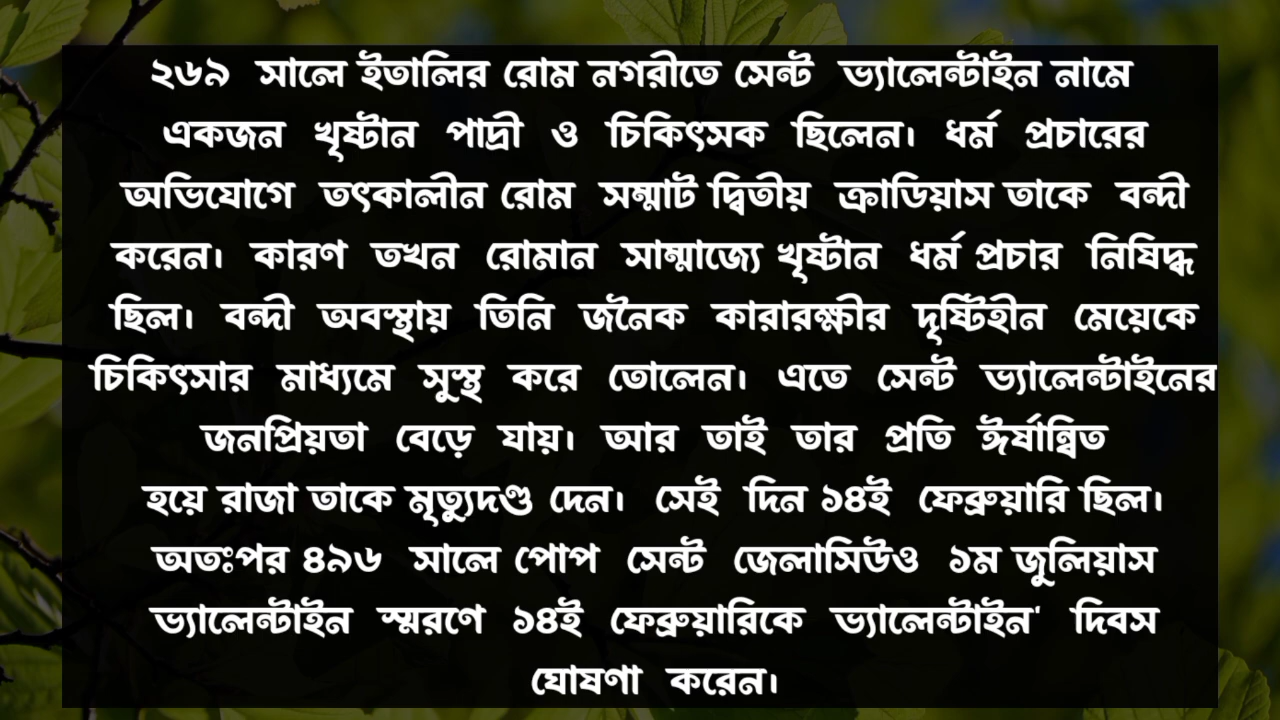 ২৬৯ সালে ইতালির রোম নগরীতে সেন্ট ভ্যালেন্টাইন নামে
একজন খৃষ্টান পাদ্রী ও চিকিৎসক ছিলেন। ধর্ম প্রচারের
অভিযোগে তৎকালীন রোম সম্রাট দ্বিতীয় ক্রাডিয়াস তাকে বন্দী
করেন। কারণ তখন রোমান সাম্রাজ্যে খৃষ্টান ধর্ম প্রচার নিষিদ্ধ
ছিল। বন্দী অবস্থায় তিনি জনৈক কারারক্ষীর দৃষ্টিহীন মেয়েকে
চিকিৎসার মাধ্যমে সুস্থ করে তোলেন। এতে সেন্ট ভ্যালেন্টাইনের
জনপ্রিয়তা বেড়ে যায়। আর তাই তার প্রতি ঈর্ষান্বিত
হয়ে রাজা তাকে মৃত্যুদণ্ড দেন। সেই দিন ১৪ই ফেব্রুয়ারি ছিল।
অতঃপর ৪৯৬ সালে পোপ সেন্ট জেলাসিউও ১ম জুলিয়াস
ভ্যালেন্টাইন স্মরণে ১৪ই ফেব্রুয়ারিকে ভ্যালেন্টাইন' দিবস
ঘোষণা করেন।